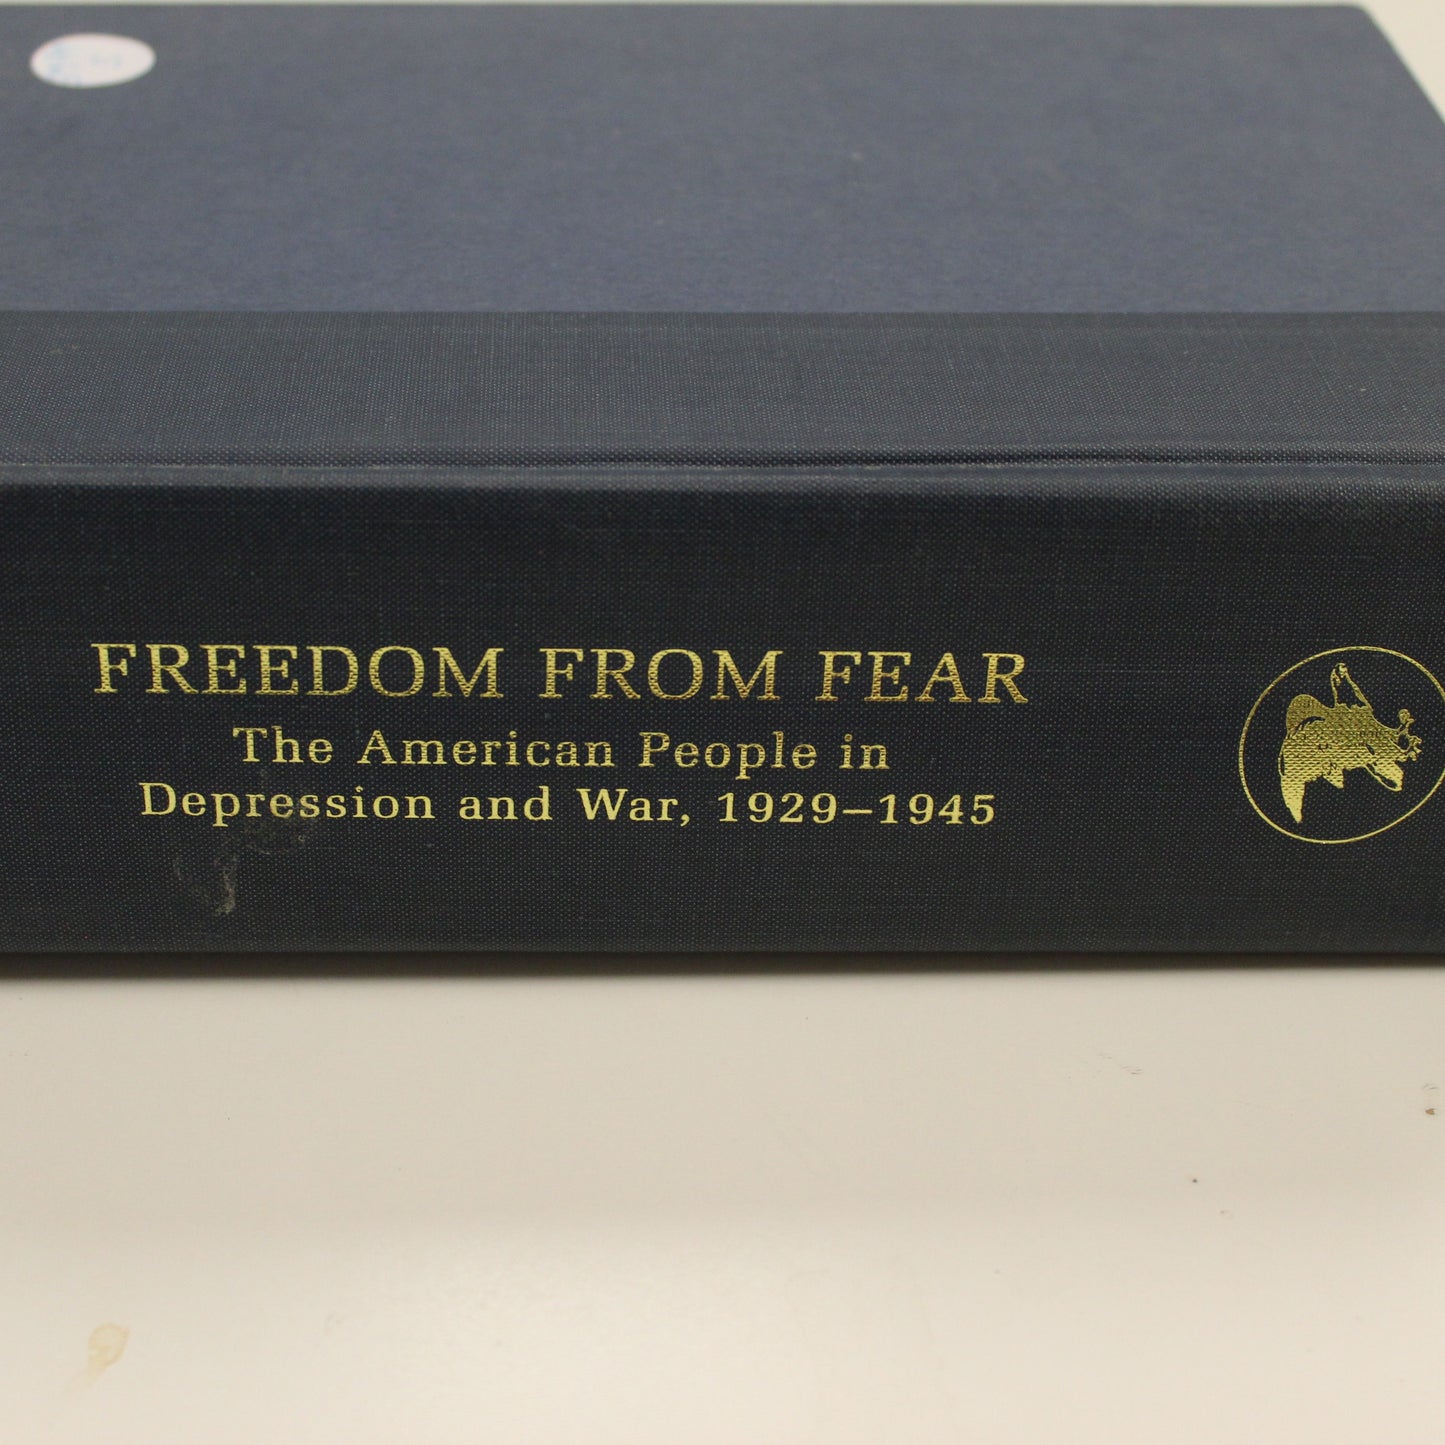 FREEDOM FROM FEAR
The American People in
Depression and War, 1929–1945